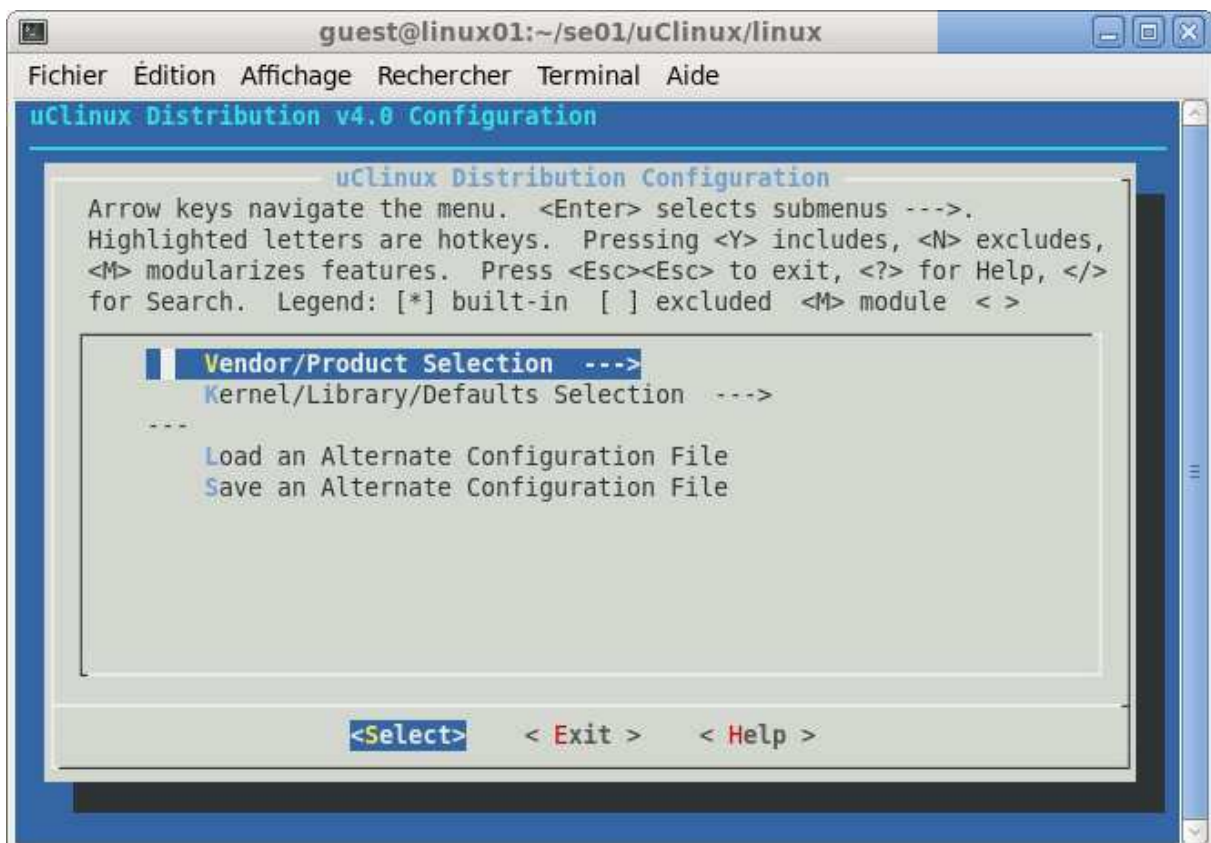 guest@linux01:~/se01/uClinux/linux
Fichier Édition Affichage Rechercher Terminal Aide
uClinux Distribution v4.0 Configuration
uClinux Distribution Configuration
Arrow keys navigate the menu. <Enter> selects submenus --->.
Highlighted letters are hotkeys. Pressing <Y> includes, <N> excludes,
<M> modularizes features. Press <Esc><Esc> to exit, <?> for Help, </>
for Search. Legend: [*] built-in [ ] excluded <M> module < >
Vendor/Product Selection --->
Kernel/Library/Defaults Selection --->
---
Load an Alternate Configuration File
Save an Alternate Configuration File
<Select> < Exit > < Help >